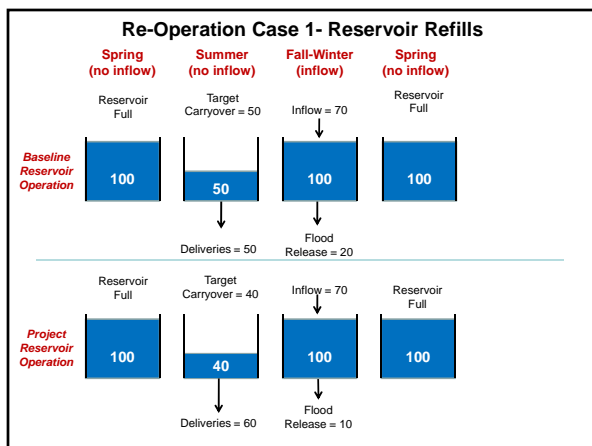 Re-Operation Case 1- Reservoir Refills
Spring
(no inflow)
Summer
(no inflow)
Fall-Winter
(inflow)
Spring
(no inflow)
Reservoir
Full
Target
Carryover = 50
Inflow = 70
Reservoir
Full
Baseline
Reservoir
Operation
100
50
100
100
Deliveries = 50
Flood
Release = 20
Reservoir
Full
Target
Carryover = 40
Inflow = 70
Reservoir
Full
Project
Reservoir
Operation
100
40
100
100
Deliveries = 60
Flood
Release = 10